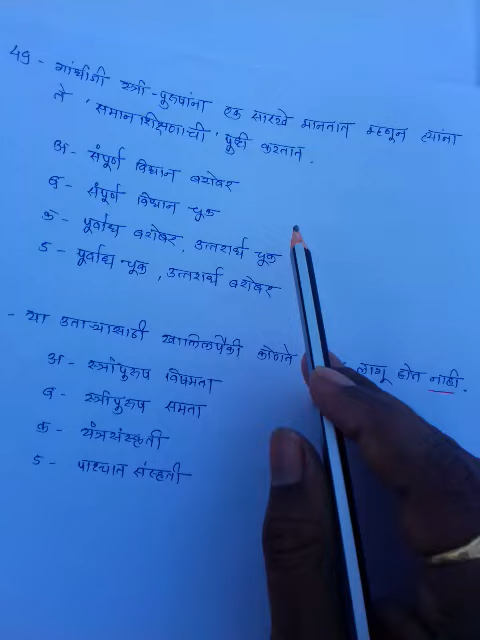 49 - गांधीजी स्त्री-पुरुषांना एक सारखे मानतात म्हणून त्यांना
ते 'समान शिक्षणाची' पुष्टी करतात.
अ- संपूर्ण विधान बरोबर
ब- संपूर्ण विधान चूक
क- पूर्वार्ध बरोबर, उत्तरार्ध चूक
ड- पूर्वार्ध चूक, उत्तरार्ध बरोबर
- या उताऱ्यासाठी खालिलपैकी कोणते लागू होत नाही.
अ- स्त्रीपुरुष विषमता
ब- स्त्रीपुरुष समता
क- यंत्रसंस्कृती
ड- पाश्चात संस्कृती